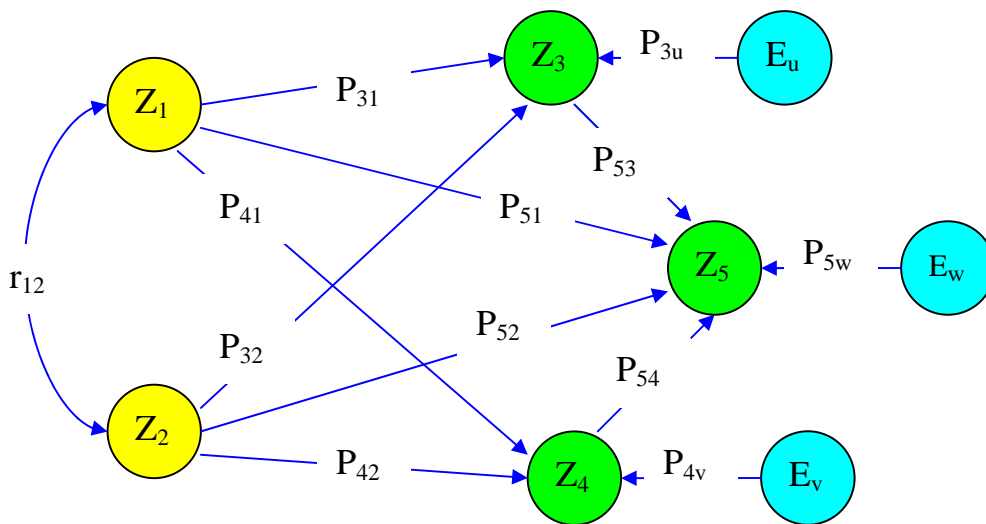 Z₃
P₃ᵤ
Eᵤ
Z₁
P₃₁
P₅₃
P₄₁
P₅₁
r₁₂
Z₅
P₅w
Ew
P₃₂
P₅₂
P₅₄
Z₂
P₄₂
Z₄
P₄ᵥ
Eᵥ